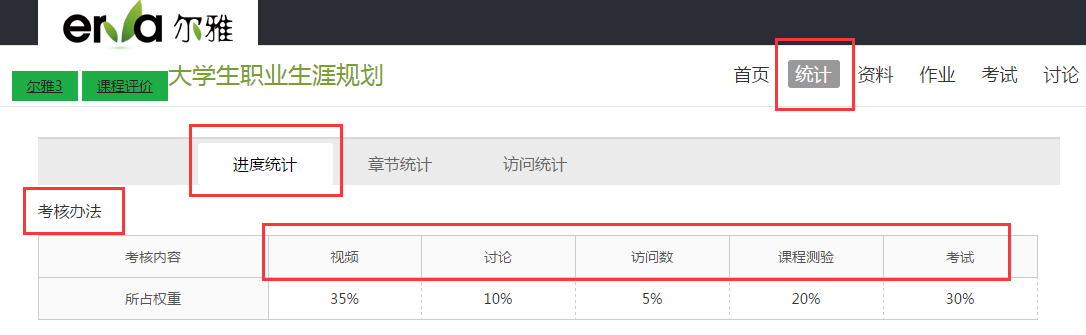 erya 尔雅
尔雅3 课程评价 大学生职业生涯规划 首页 统计 资料 作业 考试 讨论
进度统计 章节统计 访问统计
考核办法
考核内容 视频 讨论 访问数 课程测验 考试
所占权重 35% 10% 5% 20% 30%